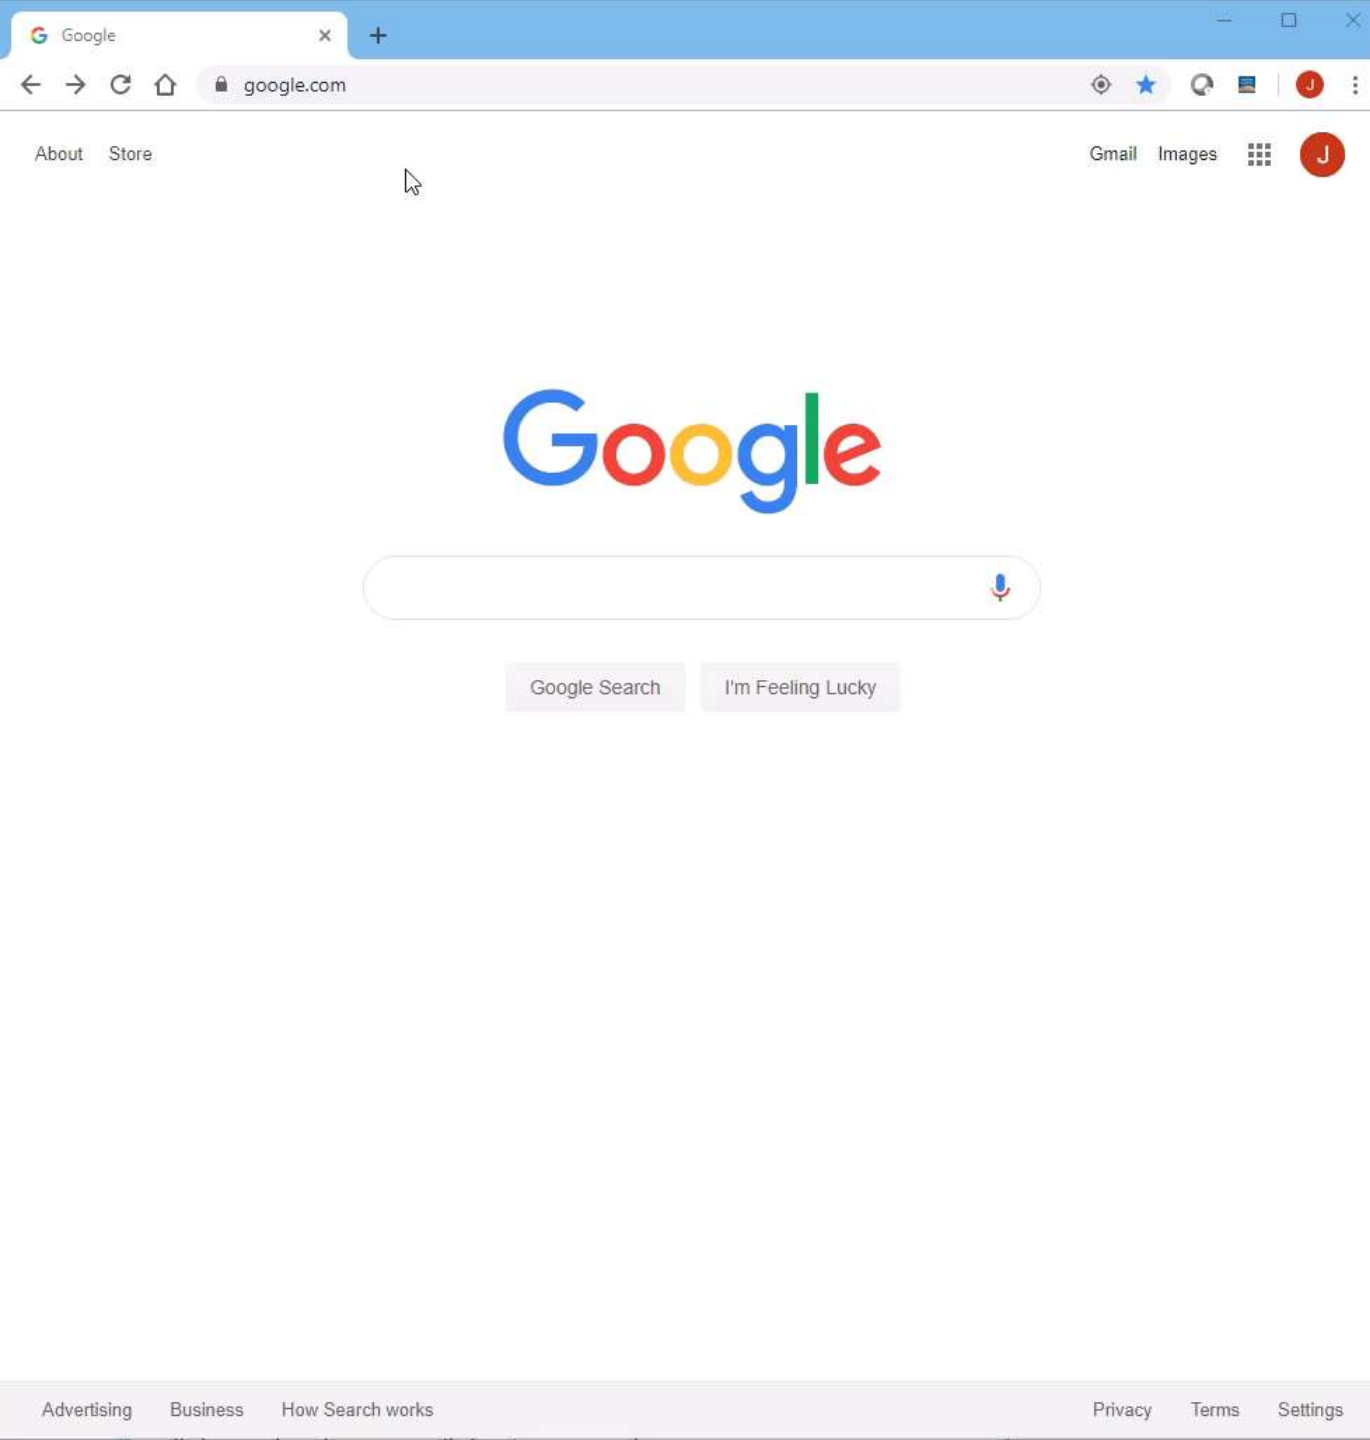 Google
google.com
J
About Store
Gmail Images
J
Google
Google Search I'm Feeling Lucky
Advertising Business How Search works
Privacy Terms Settings